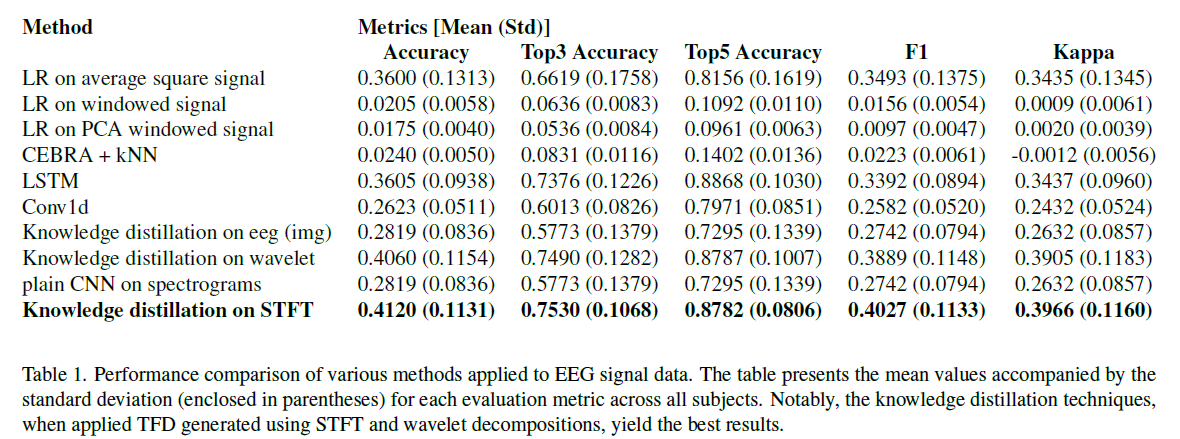 Method Metrics [Mean (Std)]
Accuracy Top3 Accuracy Top5 Accuracy F1 Kappa
LR on average square signal 0.3600 (0.1313) 0.6619 (0.1758) 0.8156 (0.1619) 0.3493 (0.1375) 0.3435 (0.1345)
LR on windowed signal 0.0205 (0.0058) 0.0636 (0.0083) 0.1092 (0.0110) 0.0156 (0.0054) 0.0009 (0.0061)
LR on PCA windowed signal 0.0175 (0.0040) 0.0536 (0.0084) 0.0961 (0.0063) 0.0097 (0.0047) 0.0020 (0.0039)
CEBRA + kNN 0.0240 (0.0050) 0.0831 (0.0116) 0.1402 (0.0136) 0.0223 (0.0061) -0.0012 (0.0056)
LSTM 0.3605 (0.0938) 0.7376 (0.1226) 0.8868 (0.1030) 0.3392 (0.0894) 0.3437 (0.0960)
Conv1d 0.2623 (0.0511) 0.6013 (0.0826) 0.7971 (0.0851) 0.2582 (0.0520) 0.2432 (0.0524)
Knowledge distillation on eeg (img) 0.2819 (0.0836) 0.5773 (0.1379) 0.7295 (0.1339) 0.2742 (0.0794) 0.2632 (0.0857)
Knowledge distillation on wavelet 0.4060 (0.1154) 0.7490 (0.1282) 0.8787 (0.1007) 0.3889 (0.1148) 0.3905 (0.1183)
plain CNN on spectrograms 0.2819 (0.0836) 0.5773 (0.1379) 0.7295 (0.1339) 0.2742 (0.0794) 0.2632 (0.0857)
Knowledge distillation on STFT 0.4120 (0.1131) 0.7530 (0.1068) 0.8782 (0.0806) 0.4027 (0.1133) 0.3966 (0.1160)
Table 1. Performance comparison of various methods applied to EEG signal data. The table presents the mean values accompanied by the
standard deviation (enclosed in parentheses) for each evaluation metric across all subjects. Notably, the knowledge distillation techniques,
when applied TFD generated using STFT and wavelet decompositions, yield the best results.